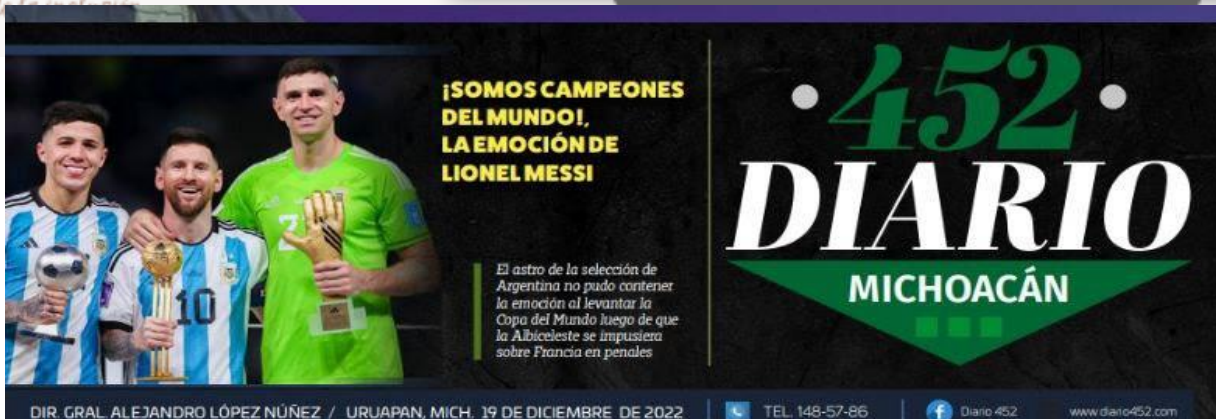 ¡SOMOS CAMPEONES
DEL MUNDO!,
LA EMOCIÓN DE
LIONEL MESSI
El astro de la selección de
Argentina no pudo contener
la emoción al levantar la
Copa del Mundo luego de que
la Albiceleste se impusiera
sobre Francia en penales
452
DIARIO
MICHOACÁN
10
DIR. GRAL. ALEJANDRO LÓPEZ NÚÑEZ / URUAPAN, MICH. 19 DE DICIEMBRE DE 2022
TEL. 148-57-86
Diario 452
www.diario452.com